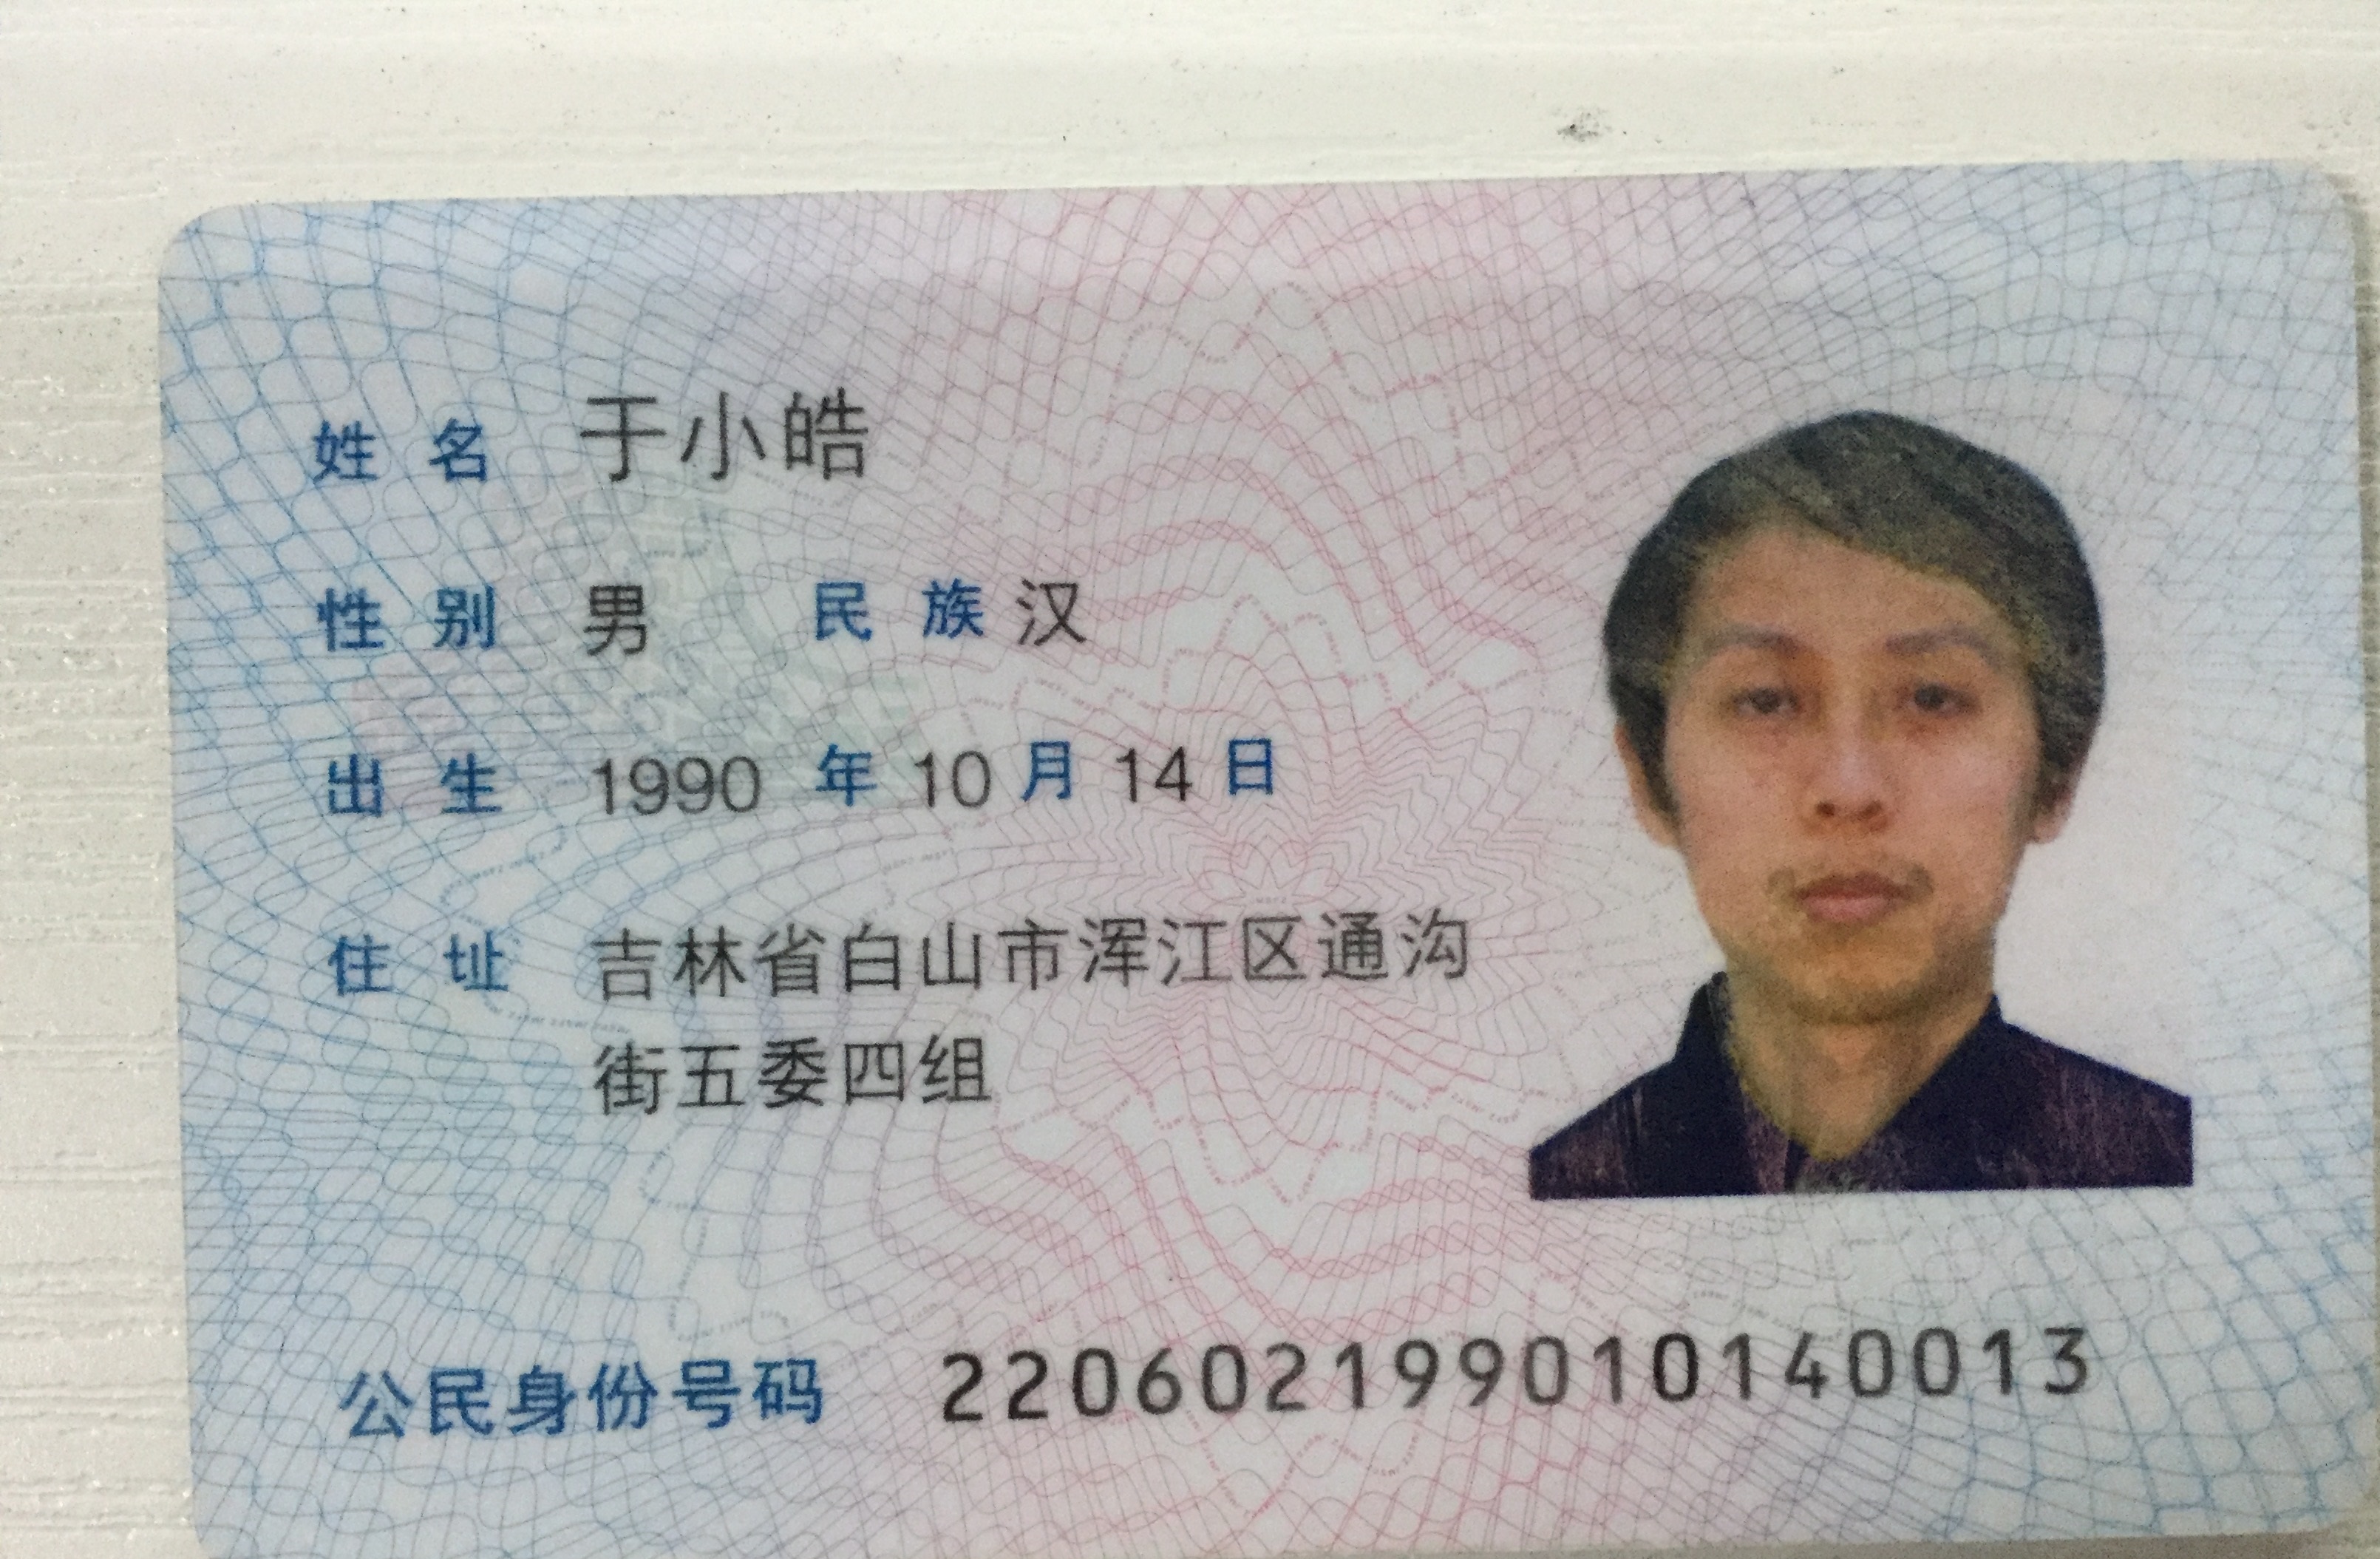 姓名 于小皓
性别 男 民族 汉
出生 1990 年 10 月 14 日
住址 吉林省白山市浑江区通沟
街五委四组
公民身份号码 220602199010140013